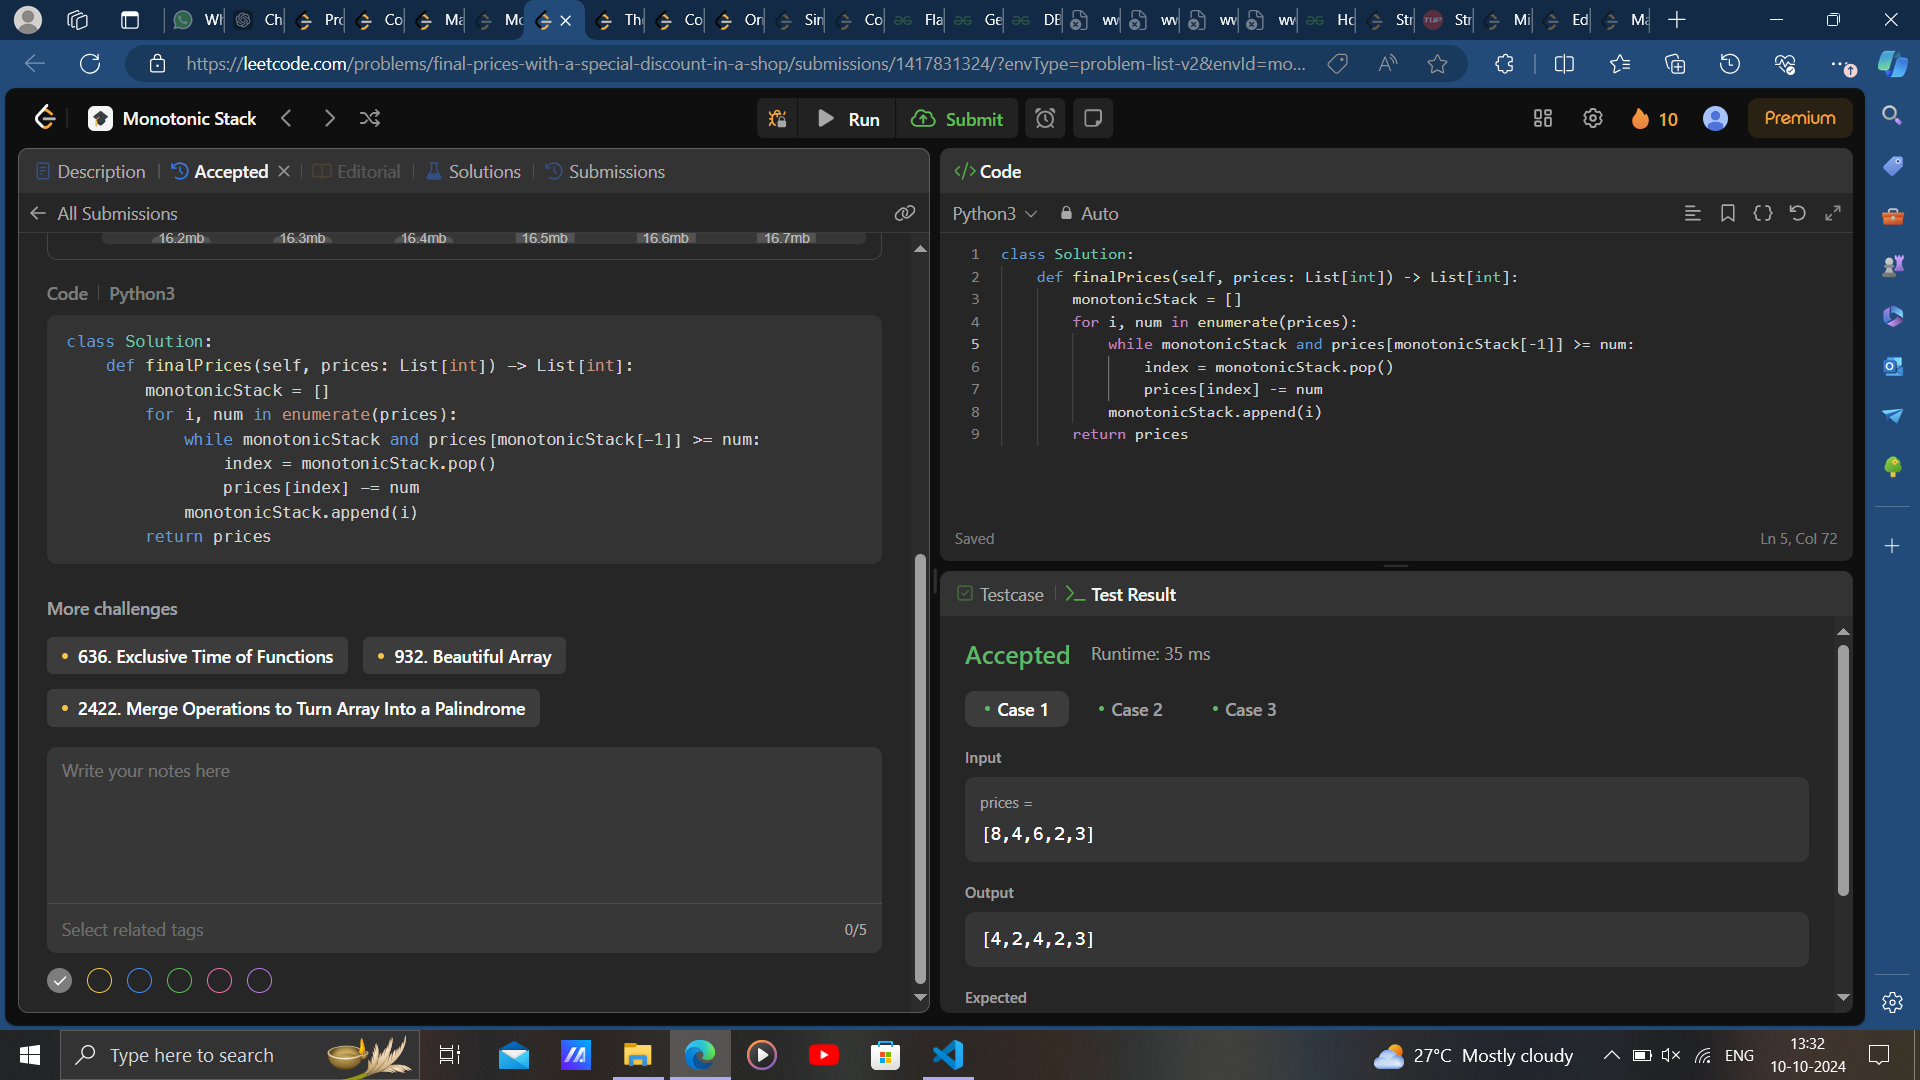 Wh
Ch
Pro
Co
Ma
Mo
Th
Co
On
Sin
Co
Fla
Ge
DB
wv
wv
wv
wv
Ho
Str
Str
Mi
Ed
Ma
https://leetcode.com/problems/final-prices-with-a-special-discount-in-a-shop/submissions/1417831324/?envType=problem-list-v2&envId=mo...
Monotonic Stack
Run
Submit
10
Premium
Description
Accepted
Editorial
Solutions
Submissions
All Submissions
16.2mb 16.3mb 16.4mb 16.5mb 16.6mb 16.7mb
Code | Python3
class Solution:
    def finalPrices(self, prices: List[int]) -> List[int]:
        monotonicStack = []
        for i, num in enumerate(prices):
            while monotonicStack and prices[monotonicStack[-1]] >= num:
                index = monotonicStack.pop()
                prices[index] -= num
            monotonicStack.append(i)
        return prices
More challenges
636. Exclusive Time of Functions
932. Beautiful Array
2422. Merge Operations to Turn Array Into a Palindrome
Write your notes here
Select related tags
0/5
</> Code
Python3
Auto
1 class Solution:
2     def finalPrices(self, prices: List[int]) -> List[int]:
3         monotonicStack = []
4         for i, num in enumerate(prices):
5             while monotonicStack and prices[monotonicStack[-1]] >= num:
6                 index = monotonicStack.pop()
7                 prices[index] -= num
8             monotonicStack.append(i)
9         return prices
Saved
Ln 5, Col 72
Testcase
Test Result
Accepted
Runtime: 35 ms
Case 1
Case 2
Case 3
Input
prices =
[8,4,6,2,3]
Output
[4,2,4,2,3]
Expected
Type here to search
27°C Mostly cloudy
ENG
13:32
10-10-2024